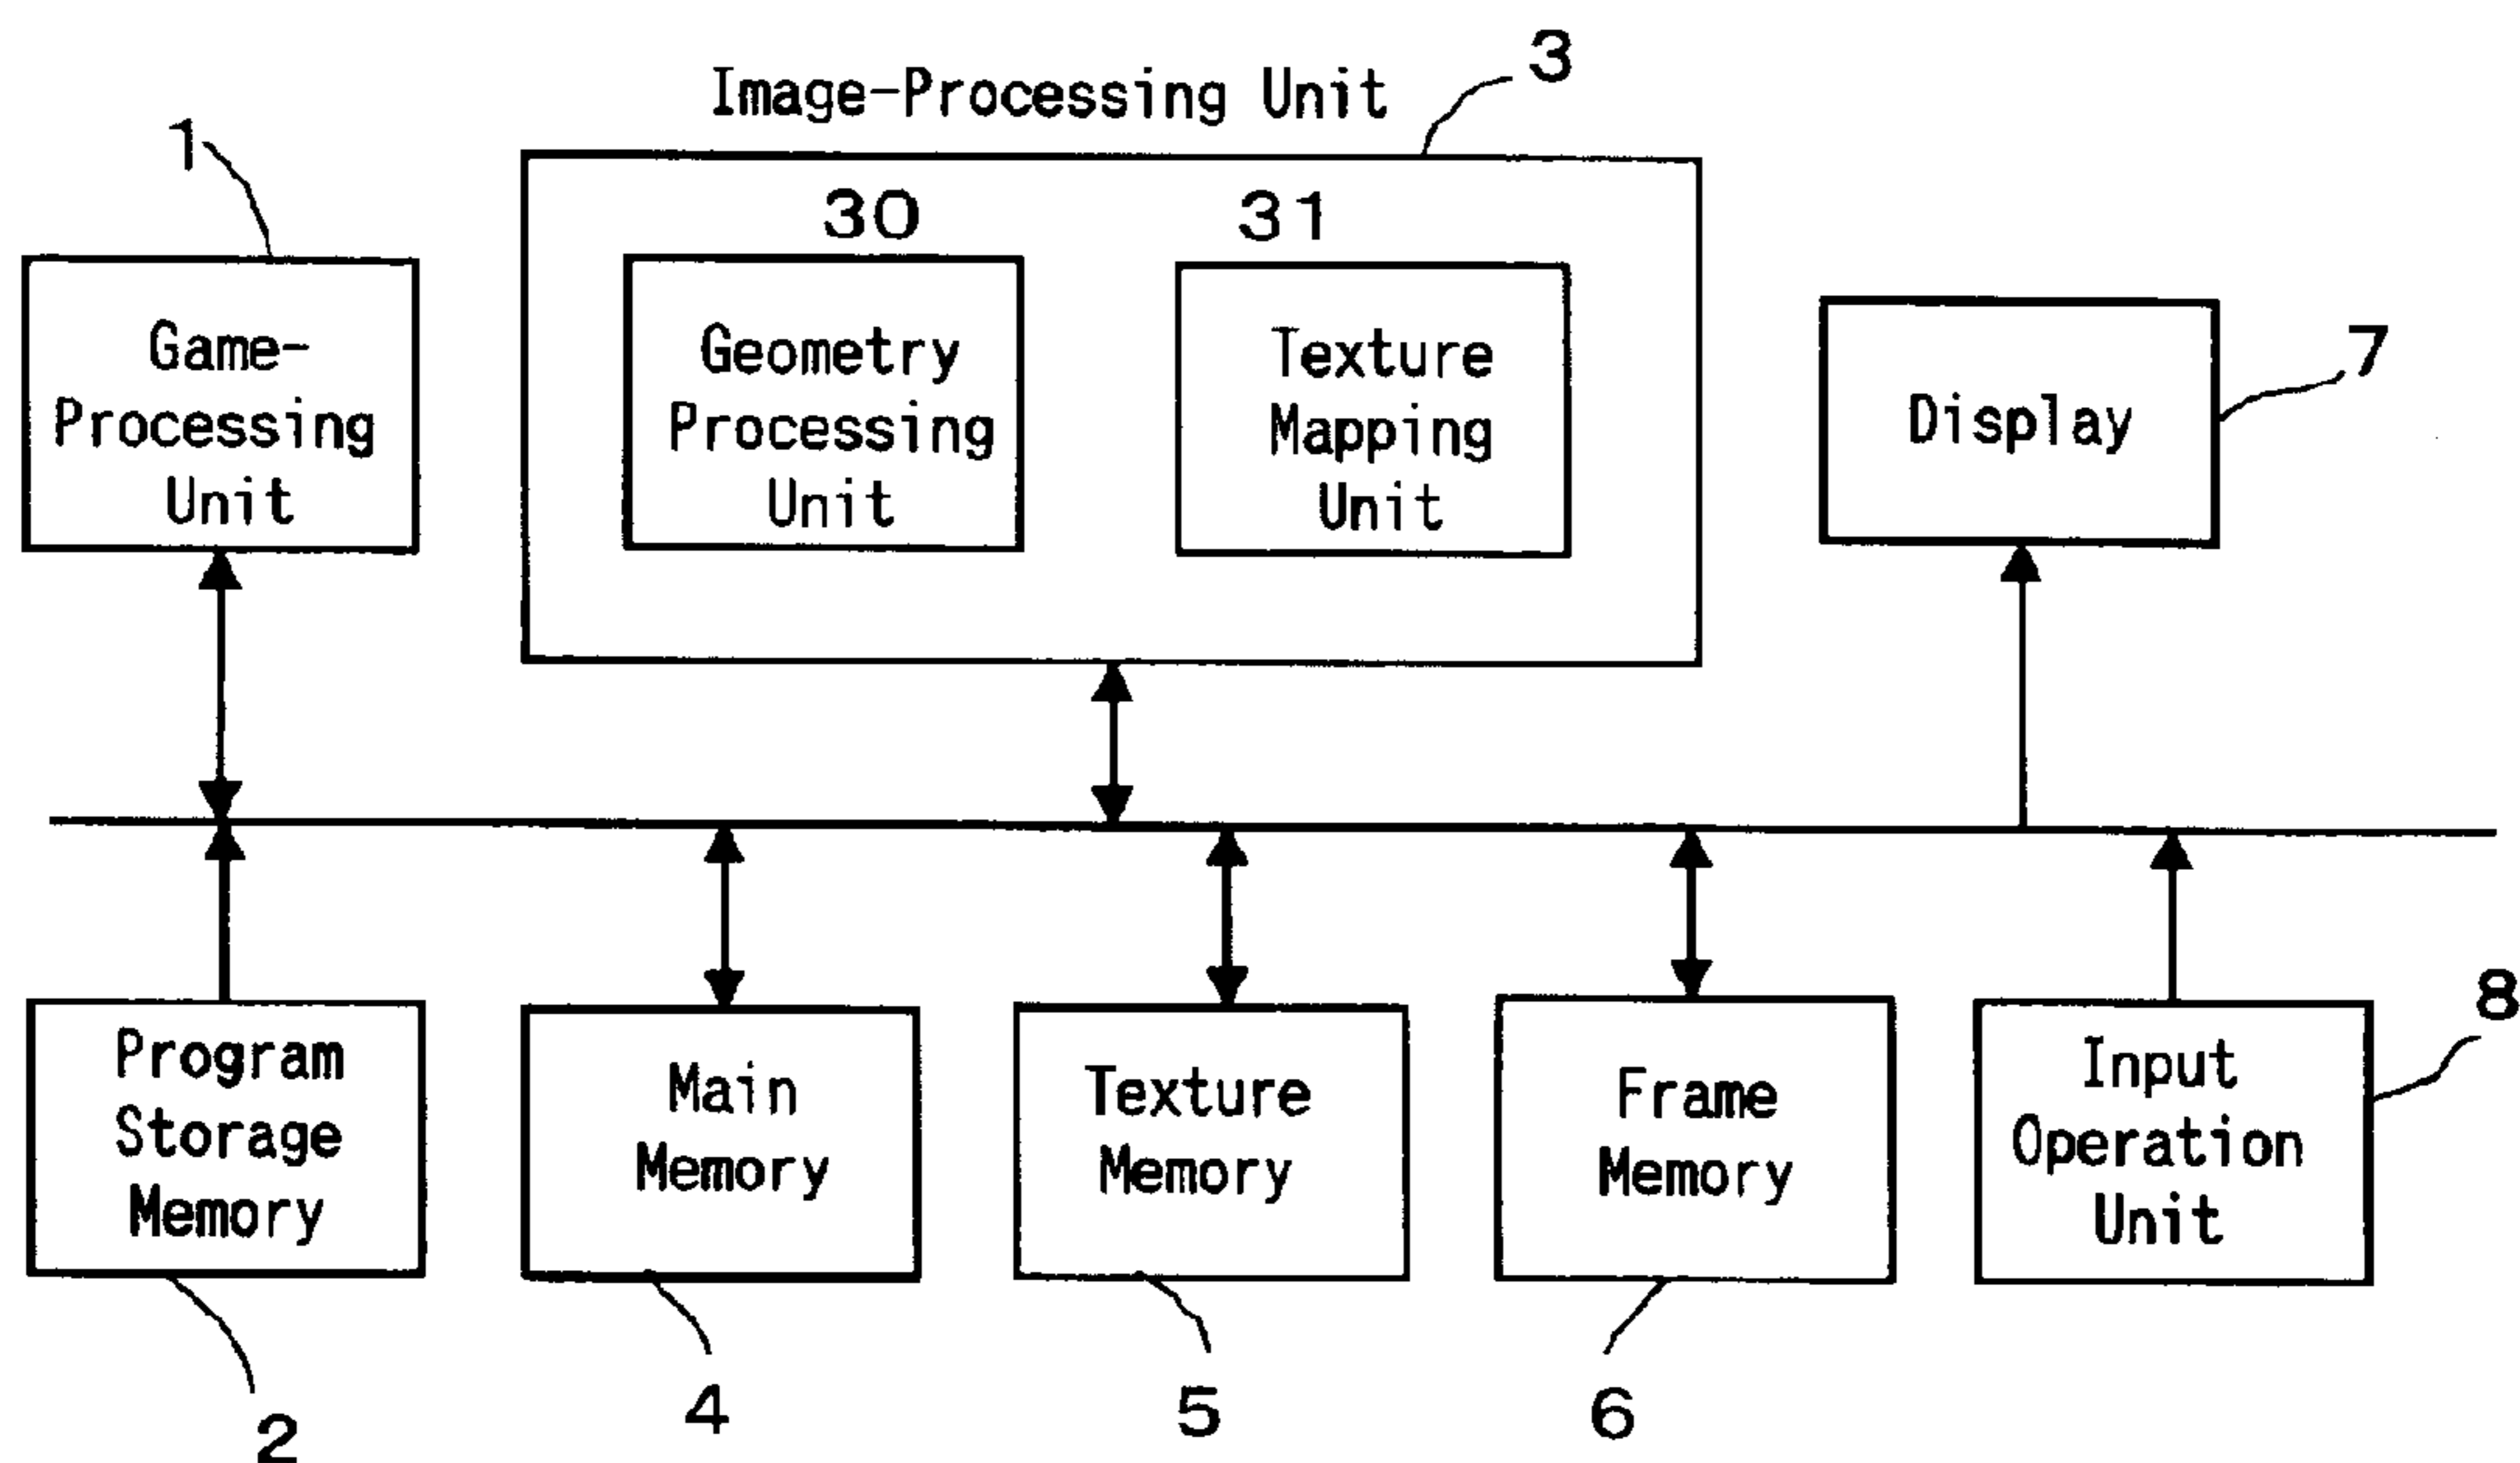 Image-Processing Unit
3
1
30
31
Game-
Processing
Unit
Geometry
Processing
Unit
Texture
Mapping
Unit
Display
7
Program
Storage
Memory
Main
Memory
Texture
Memory
Frame
Memory
Input
Operation
Unit
8
2
4
5
6